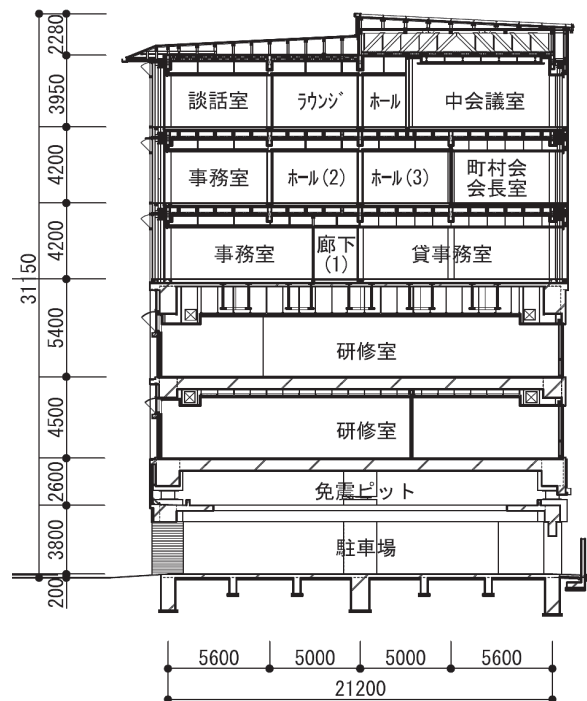 2280
3950
談話室
ラウンジ
ホール
中会議室
4200
事務室
ホール(2)
ホール(3)
町村会
会長室
4200
事務室
廊下
(1)
貸事務室
31150
5400
研修室
4500
研修室
2600
免震ピット
3800
駐車場
200
5600
5000
5000
5600
21200